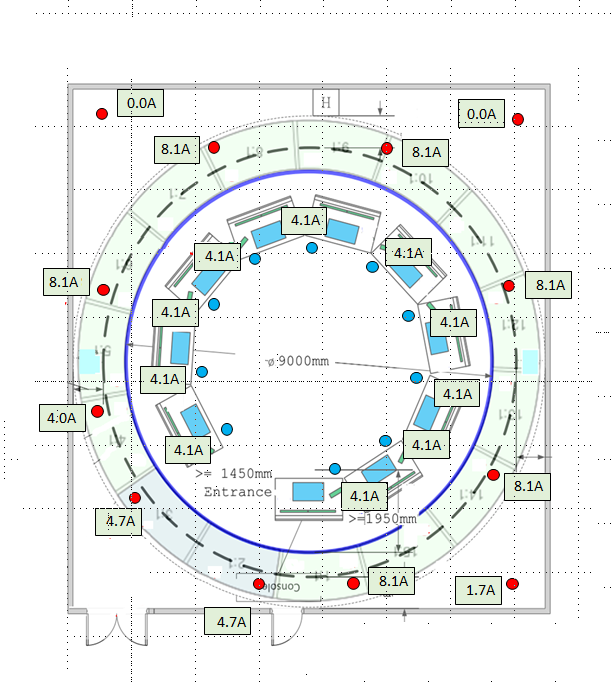 0.0A
H
0.0A
8.1A
8.1A
4.1A
4.1A
4.1A
8.1A
8.1A
4.1A
4.1A
⌀ 9000mm
4.1A
4.1A
4.0A
4.1A
4.1A
>= 1450mm
Entrance
8.1A
4.1A
4.7A
>=1950mm
8.1A
1.7A
Console
4.7A